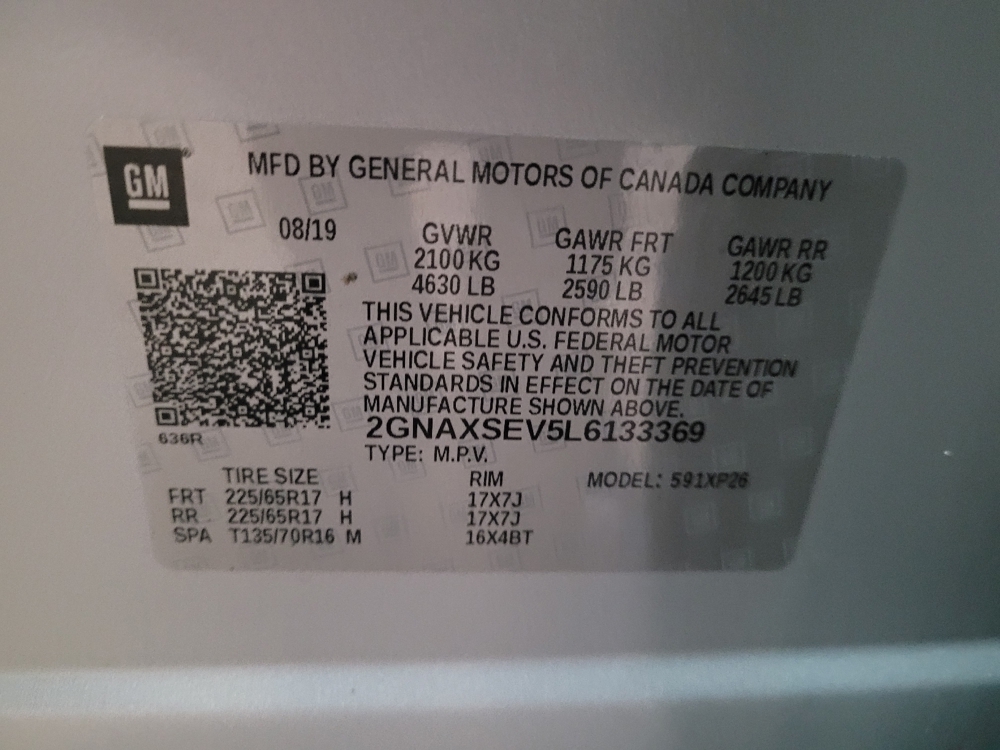 GM
MFD BY GENERAL MOTORS OF CANADA COMPANY
08/19 GVWR GAWR FRT GAWR RR
2100 KG 1175 KG 1200 KG
4630 LB 2590 LB 2645 LB
THIS VEHICLE CONFORMS TO ALL
APPLICABLE U.S. FEDERAL MOTOR
VEHICLE SAFETY AND THEFT PREVENTION
STANDARDS IN EFFECT ON THE DATE OF
MANUFACTURE SHOWN ABOVE.
2GNAXSEV5L6133369
636R
TYPE: M.P.V.
TIRE SIZE RIM MODEL: 591XP26
FRT 225/65R17 H 17X7J
RR 225/65R17 H 17X7J
SPA T135/70R16 M 16X4BT